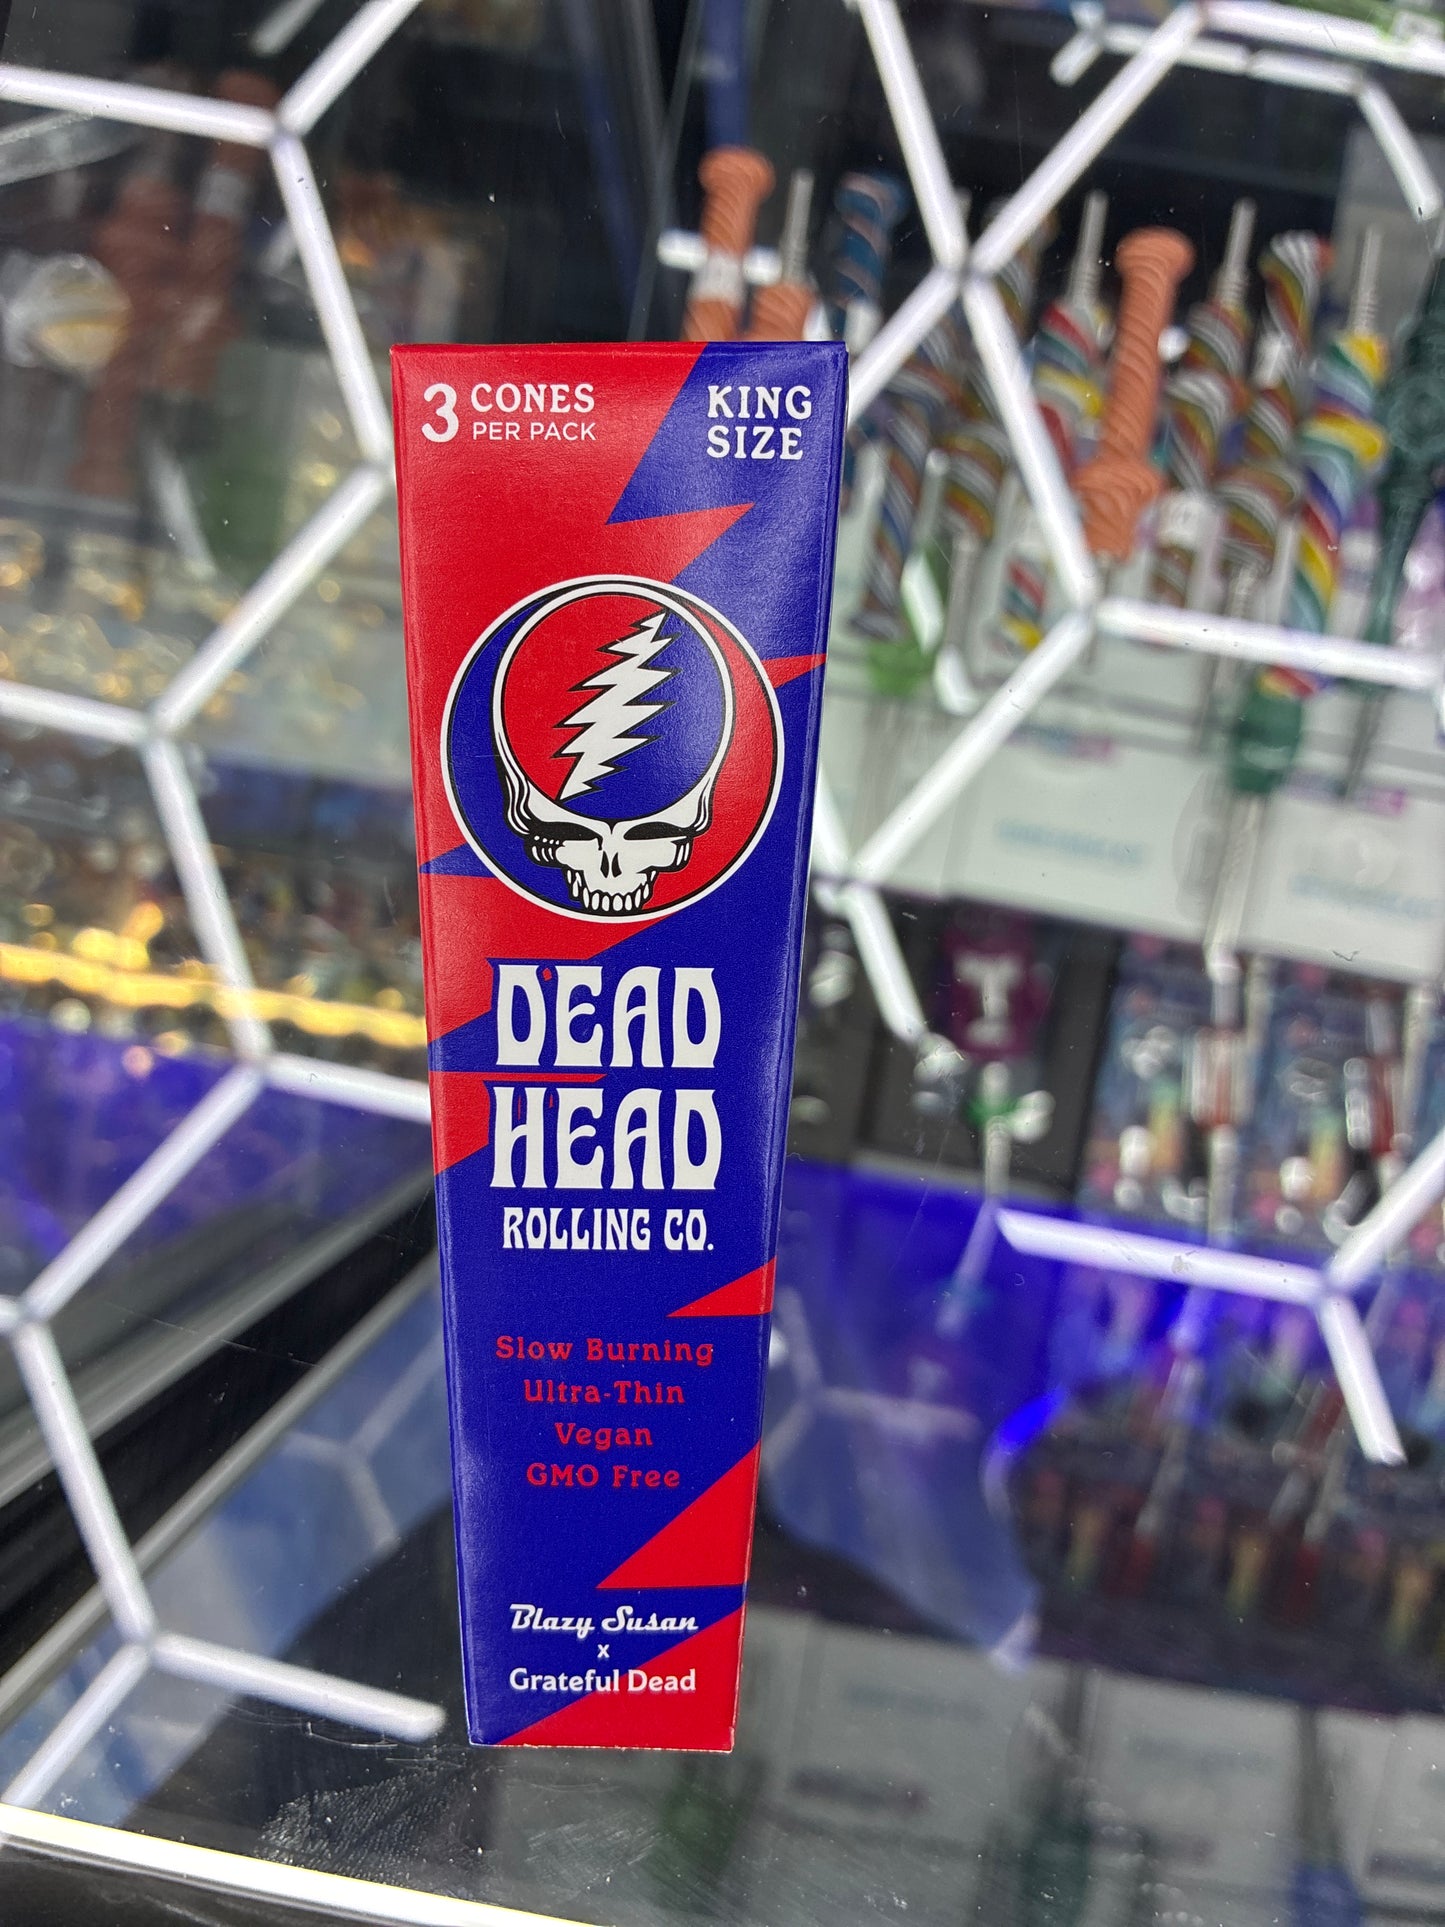 3 CONES
PER PACK
KING
SIZE
DEAD
HEAD
ROLLING CO.
Slow Burning
Ultra-Thin
Vegan
GMO Free
Blazy Susan
x
Grateful Dead